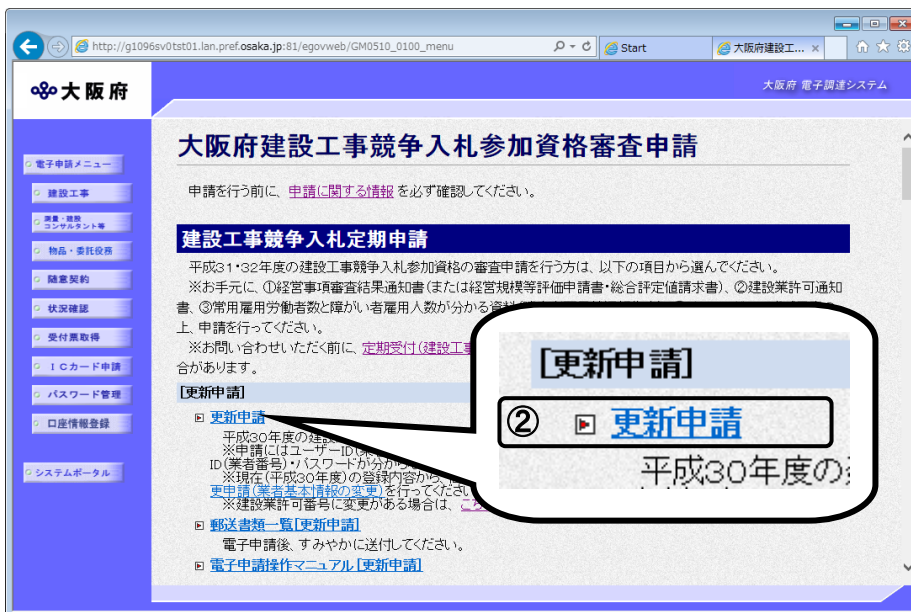 http://g1096sv0tst01.lan.pref.osaka.jp:81/egovweb/GM0510_0100_menu
Start
大阪府建設工... ×
大阪府
大阪府 電子調達システム
電子申請メニュー
建設工事
測量・建設
コンサルタント等
物品・委託役務
随意契約
状況確認
受付票取得
ICカード申請
パスワード管理
口座情報登録
システムポータル
大阪府建設工事競争入札参加資格審査申請
申請を行う前に、申請に関する情報 を必ず確認してください。
建設工事競争入札定期申請
平成31・32年度の建設工事競争入札参加資格の審査申請を行う方は、以下の項目から選んでください。
※お手元に、①経営事項審査結果通知書(または経営規模等評価申請書・総合評定値請求書)、②建設業許可通知
書、③常用雇用労働者数と障がい者雇用人数が分かる資料
上、申請を行ってください。
※お問い合わせいただく前に、定期受付(建設工事
合があります。
[更新申請]
更新申請
平成30年度の建設
※申請にはユーザーID(業
ID(業者番号)・パスワードが分から
※現在(平成30年度)の登録内容から、
更申請(業者基本情報の変更)を行ってください
※建設業許可番号に変更がある場合は、こち
郵送書類一覧[更新申請]
電子申請後、すみやかに送付してください。
電子申請操作マニュアル[更新申請]
[更新申請]
② 更新申請
平成30年度の